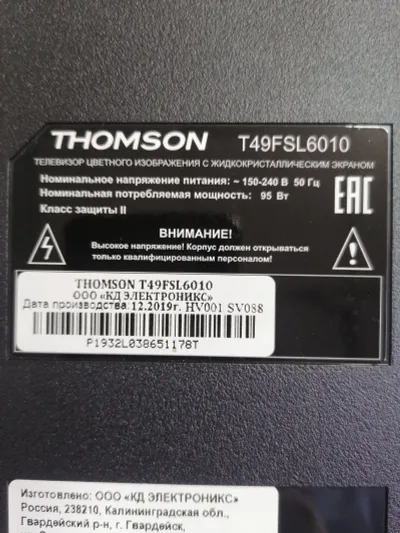 THOMSON T49FSL6010
ТЕЛЕВИЗОР ЦВЕТНОГО ИЗОБРАЖЕНИЯ С ЖИДКОКРИСТАЛЛИЧЕСКИМ ЭКРАНОМ
Номинальное напряжение питания: ~ 150-240 В 50 Гц
Номинальная потребляемая мощность: 95 Вт
Класс защиты II
EAC
ВНИМАНИЕ!
Высокое напряжение! Корпус должен открываться
только квалифицированным персоналом!
THOMSON T49FSL6010
ООО «КД ЭЛЕКТРОНИКС»
Дата производства:12.2019г. HV001 SV088
P1932L038651178T
Изготовлено: ООО «КД ЭЛЕКТРОНИКС»
Россия, 238210, Калининградская обл.,
Гвардейский р-н, г. Гвардейск,